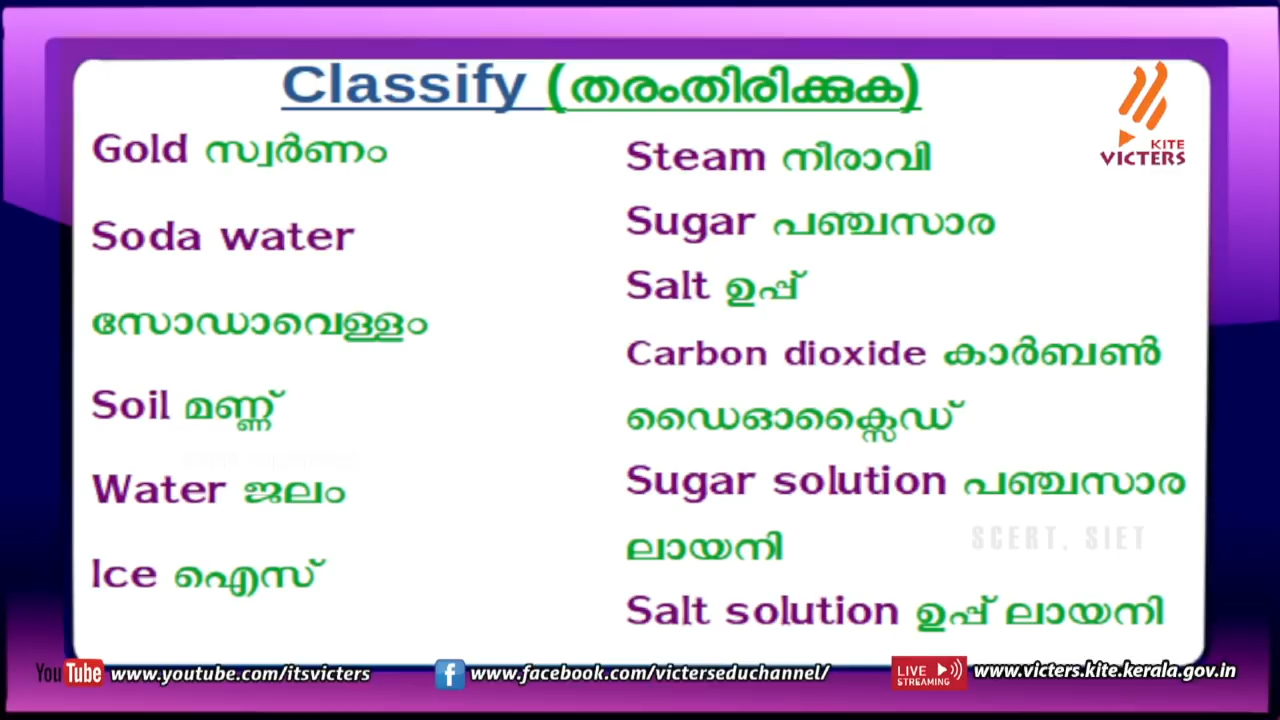 Classify (തരംതിരിക്കുക)
KITE
VICTERS
Gold സ്വർണം
Soda water
സോഡാവെള്ളം
Soil മണ്ണ്
Water ജലം
Ice ഐസ്
Steam നിരാവി
Sugar പഞ്ചസാര
Salt ഉപ്പ്
Carbon dioxide കാർബൺ
ഡൈഓക്സൈഡ്
Sugar solution പഞ്ചസാര
ലായനി
Salt solution ഉപ്പ് ലായനി
SCERT, SIET
YouTube www.youtube.com/itsvicters
f www.facebook.com/victerseduchannel/
LIVE STREAMING www.victers.kite.kerala.gov.in